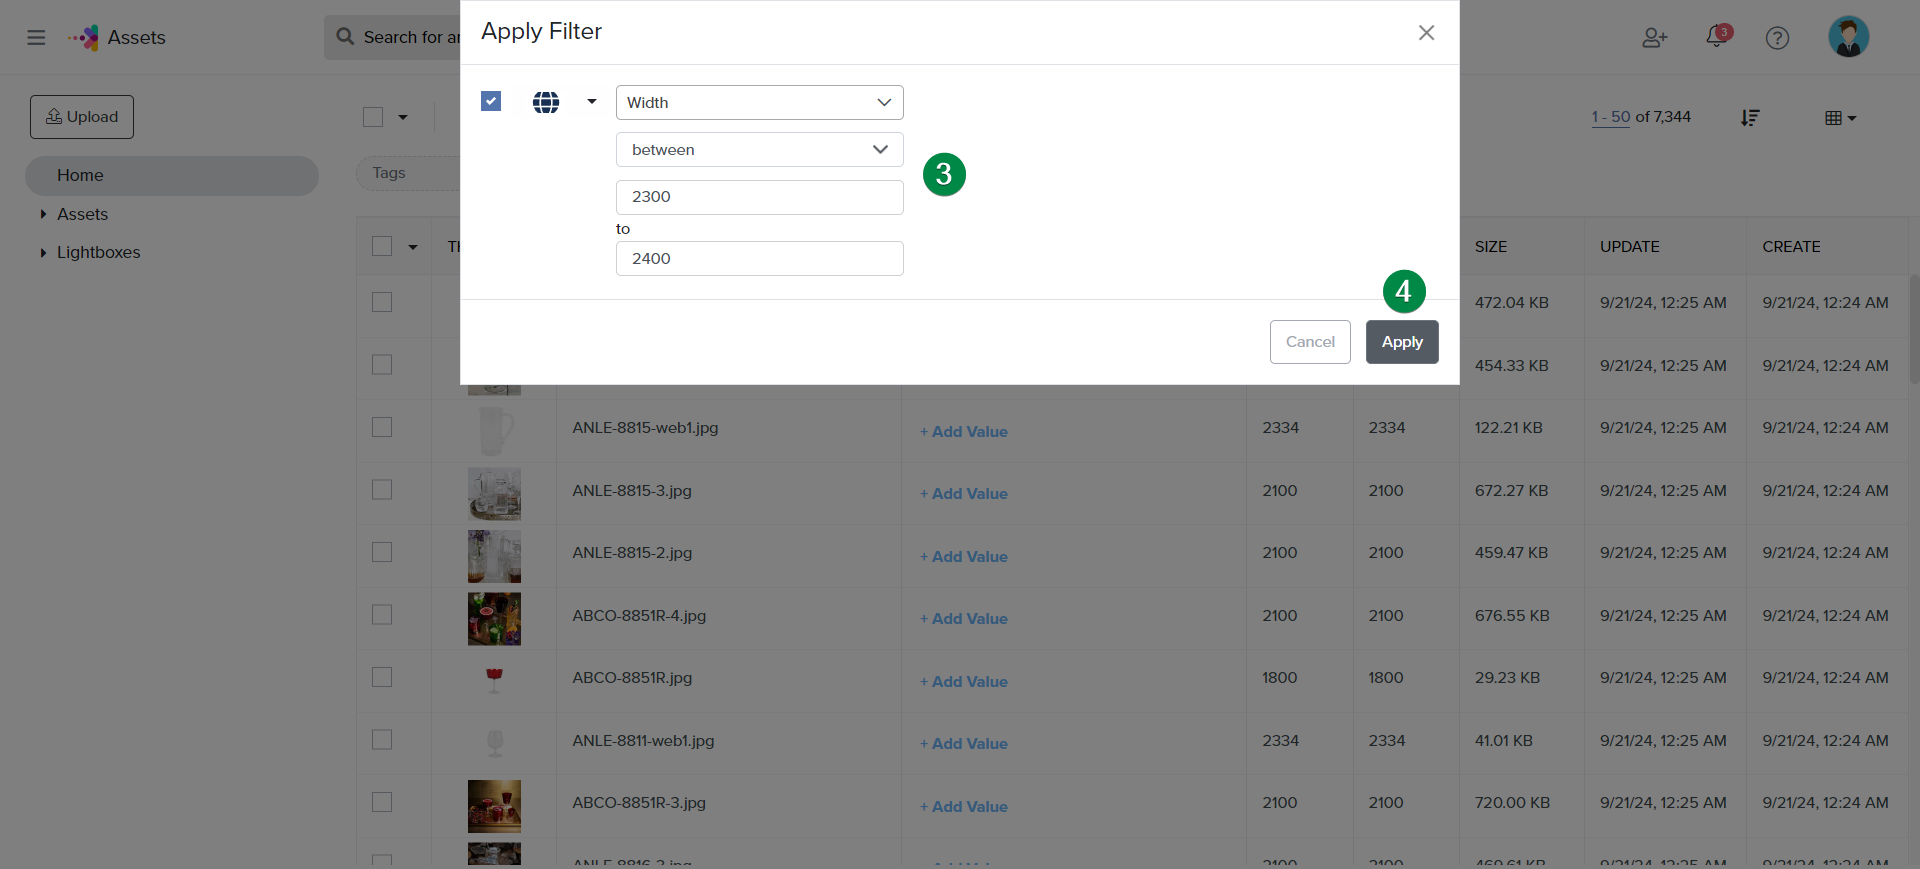 Apply Filter
Assets
Search for an
3
Upload
Width
between
3
2300
to
2400
4
Cancel
Apply
1 - 50 of 7,344
Tags
Home
Assets
Lightboxes
SIZE UPDATE CREATE
472.04 KB 9/21/24, 12:25 AM 9/21/24, 12:24 AM
454.33 KB 9/21/24, 12:25 AM 9/21/24, 12:24 AM
ANLE-8815-web1.jpg + Add Value 2334 2334 122.21 KB 9/21/24, 12:25 AM 9/21/24, 12:24 AM
ANLE-8815-3.jpg + Add Value 2100 2100 672.27 KB 9/21/24, 12:25 AM 9/21/24, 12:24 AM
ANLE-8815-2.jpg + Add Value 2100 2100 459.47 KB 9/21/24, 12:25 AM 9/21/24, 12:24 AM
ABCO-8851R-4.jpg + Add Value 2100 2100 676.55 KB 9/21/24, 12:25 AM 9/21/24, 12:24 AM
ABCO-8851R.jpg + Add Value 1800 1800 29.23 KB 9/21/24, 12:25 AM 9/21/24, 12:24 AM
ANLE-8811-web1.jpg + Add Value 2334 2334 41.01 KB 9/21/24, 12:25 AM 9/21/24, 12:24 AM
ABCO-8851R-3.jpg + Add Value 2100 2100 720.00 KB 9/21/24, 12:25 AM 9/21/24, 12:24 AM